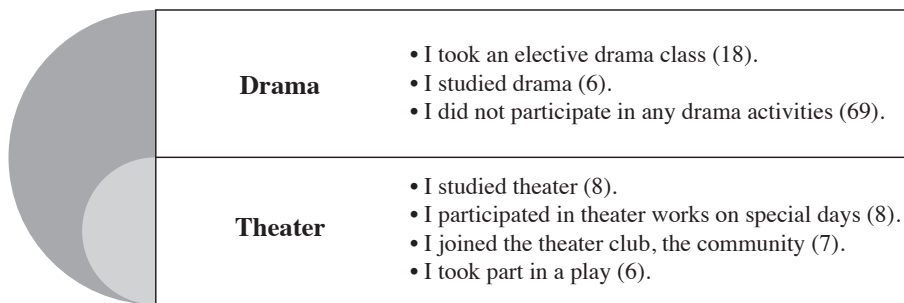 Drama
• I took an elective drama class (18).
• I studied drama (6).
• I did not participate in any drama activities (69).
Theater
• I studied theater (8).
• I participated in theater works on special days (8).
• I joined the theater club, the community (7).
• I took part in a play (6).